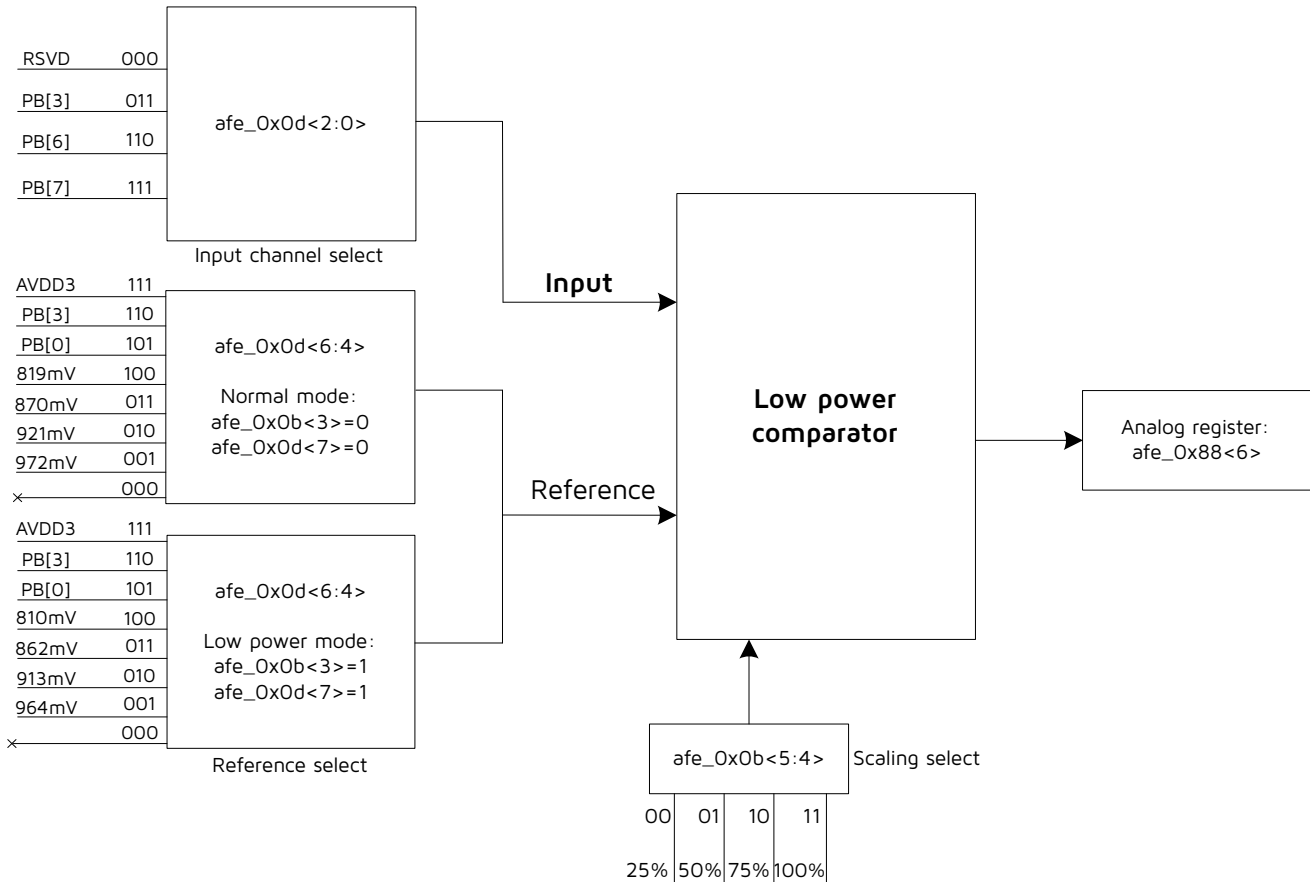 RSVD 000
PB[3] 011
PB[6] 110
PB[7] 111
afe_0x0d<2:0>
Input channel select
AVDD3 111
PB[3] 110
PB[0] 101
819mV 100
870mV 011
921mV 010
972mV 001
000
afe_0x0d<6:4>
Normal mode:
afe_0x0b<3>=0
afe_0x0d<7>=0
AVDD3 111
PB[3] 110
PB[0] 101
810mV 100
862mV 011
913mV 010
964mV 001
000
afe_0x0d<6:4>
Low power mode:
afe_0x0b<3>=1
afe_0x0d<7>=1
Reference select
Input
Reference
Low power
comparator
Analog register:
afe_0x88<6>
afe_0x0b<5:4> Scaling select
00 01 10 11
25% 50% 75% 100%